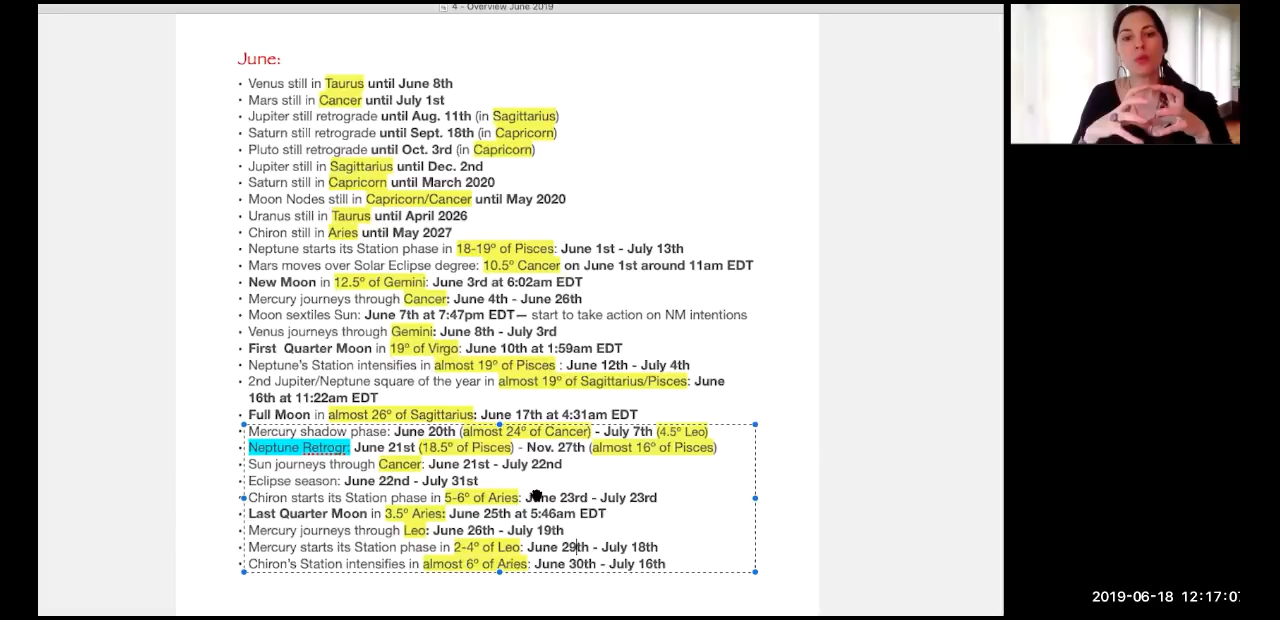 4 - Overview June 2019
June:
• Venus still in Taurus until June 8th
• Mars still in Cancer until July 1st
• Jupiter still retrograde until Aug. 11th (in Sagittarius)
• Saturn still retrograde until Sept. 18th (in Capricorn)
• Pluto still retrograde until Oct. 3rd (in Capricorn)
• Jupiter still in Sagittarius until Dec. 2nd
• Saturn still in Capricorn until March 2020
• Moon Nodes still in Capricorn/Cancer until May 2020
• Uranus still in Taurus until April 2026
• Chiron still in Aries until May 2027
• Neptune starts its Station phase in 18-19º of Pisces: June 1st - July 13th
• Mars moves over Solar Eclipse degree: 10.5º Cancer on June 1st around 11am EDT
• New Moon in 12.5º of Gemini: June 3rd at 6:02am EDT
• Mercury journeys through Cancer: June 4th - June 26th
• Moon sextiles Sun: June 7th at 7:47pm EDT— start to take action on NM intentions
• Venus journeys through Gemini: June 8th - July 3rd
• First Quarter Moon in 19º of Virgo: June 10th at 1:59am EDT
• Neptune's Station intensifies in almost 19º of Pisces : June 12th - July 4th
• 2nd Jupiter/Neptune square of the year in almost 19º of Sagittarius/Pisces: June
16th at 11:22am EDT
• Full Moon in almost 26º of Sagittarius: June 17th at 4:31am EDT
• Mercury shadow phase: June 20th (almost 24º of Cancer) - July 7th (4.5º Leo)
• Neptune Retrogr: June 21st (18.5º of Pisces) - Nov. 27th (almost 16º of Pisces)
• Sun journeys through Cancer: June 21st - July 22nd
• Eclipse season: June 22nd - July 31st
• Chiron starts its Station phase in 5-6º of Aries: June 23rd - July 23rd
• Last Quarter Moon in 3.5º Aries: June 25th at 5:46am EDT
• Mercury journeys through Leo: June 26th - July 19th
• Mercury starts its Station phase in 2-4º of Leo: June 29th - July 18th
• Chiron's Station intensifies in almost 6º of Aries: June 30th - July 16th
2019-06-18 12:17:07